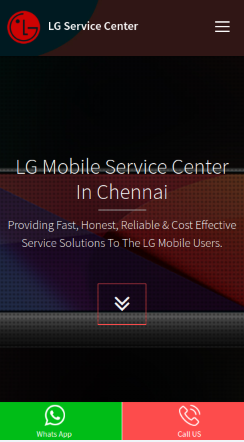 LG Service Center
LG Mobile Service Center
In Chennai
Providing Fast, Honest, Reliable & Cost Effective
Service Solutions To The LG Mobile Users.
Whats App
Call US